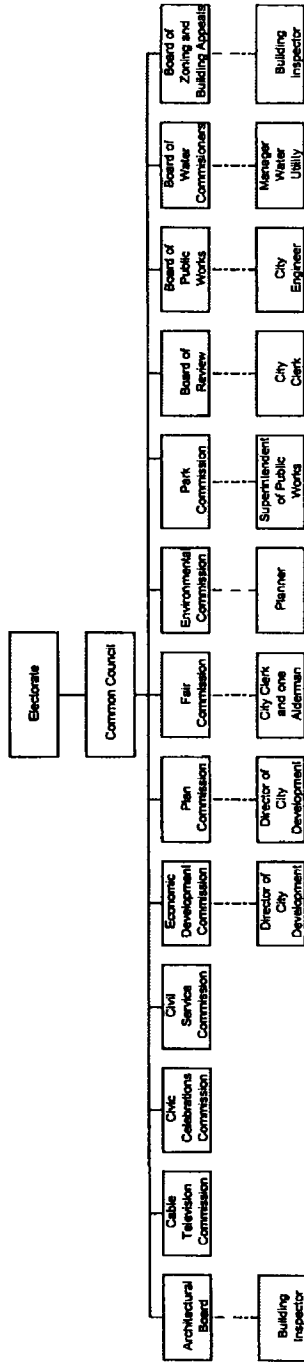 Electorate
Common Council
Architectural
Board
Cable
Television
Commission
Civic
Celebrations
Commission
Civil
Service
Commission
Economic
Development
Commission
Plan
Commission
Fair
Commission
Environmental
Commission
Park
Commission
Board of
Review
Board of
Public
Works
Board of
Water
Commisioners
Board of
Zoning and
Building Appeals
Building
Inspector
Director of
City
Development
Director of
City
Development
City Clerk
and one
Alderman
Planner
Superintendent
of Public
Works
City
Clerk
City
Engineer
Manager
Water
Utility
Building
Inspector